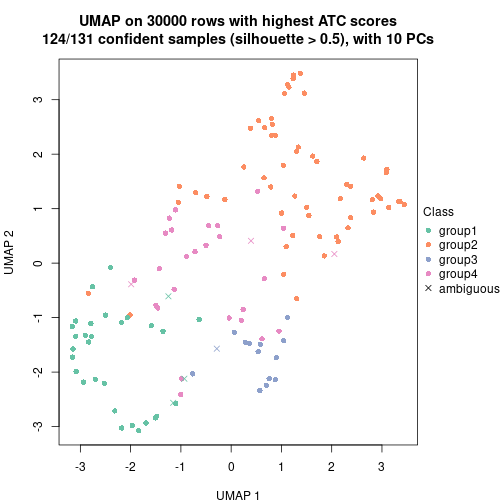 UMAP on 30000 rows with highest ATC scores
124/131 confident samples (silhouette > 0.5), with 10 PCs
UMAP 2
3
2
1
0
-1
-2
-3
-3 -2 -1 0 1 2 3
UMAP 1
Class
group1
group2
group3
group4
ambiguous